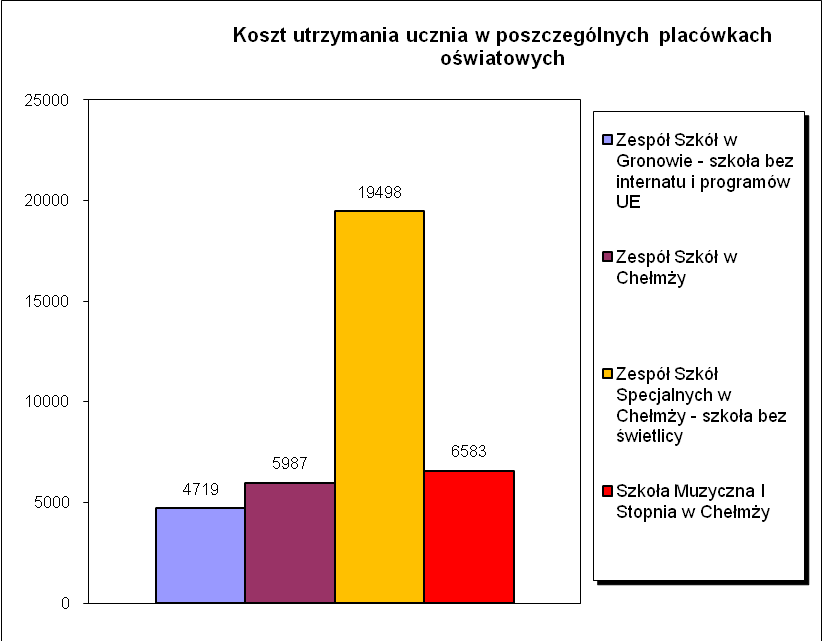 Koszt utrzymania ucznia w poszczególnych placówkach
oświatowych
25000
20000
15000
10000
5000
0
4719
5987
19498
6583
Zespół Szkół w
Gronowie - szkoła bez
internatu i programów
UE
Zespół Szkół w
Chełmży
Zespół Szkół
Specjalnych w
Chełmży - szkoła bez
świetlicy
Szkoła Muzyczna I
Stopnia w Chełmży